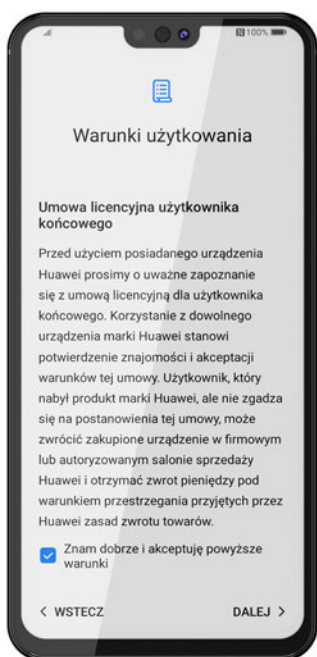 100%
Warunki użytkowania
Umowa licencyjna użytkownika
końcowego
Przed użyciem posiadanego urządzenia
Huawei prosimy o uważne zapoznanie
się z umową licencyjną dla użytkownika
końcowego. Korzystanie z dowolnego
urządzenia marki Huawei stanowi
potwierdzenie znajomości i akceptacji
warunków tej umowy. Użytkownik, który
nabył produkt marki Huawei, ale nie zgadza
się na postanowienia tej umowy, może
zwrócić zakupione urządzenie w firmowym
lub autoryzowanym salonie sprzedaży
Huawei i otrzymać zwrot pieniędzy pod
warunkiem przestrzegania przyjętych przez
Huawei zasad zwrotu towarów.
Znam dobrze i akceptuję powyższe
warunki
< WSTECZ DALEJ >